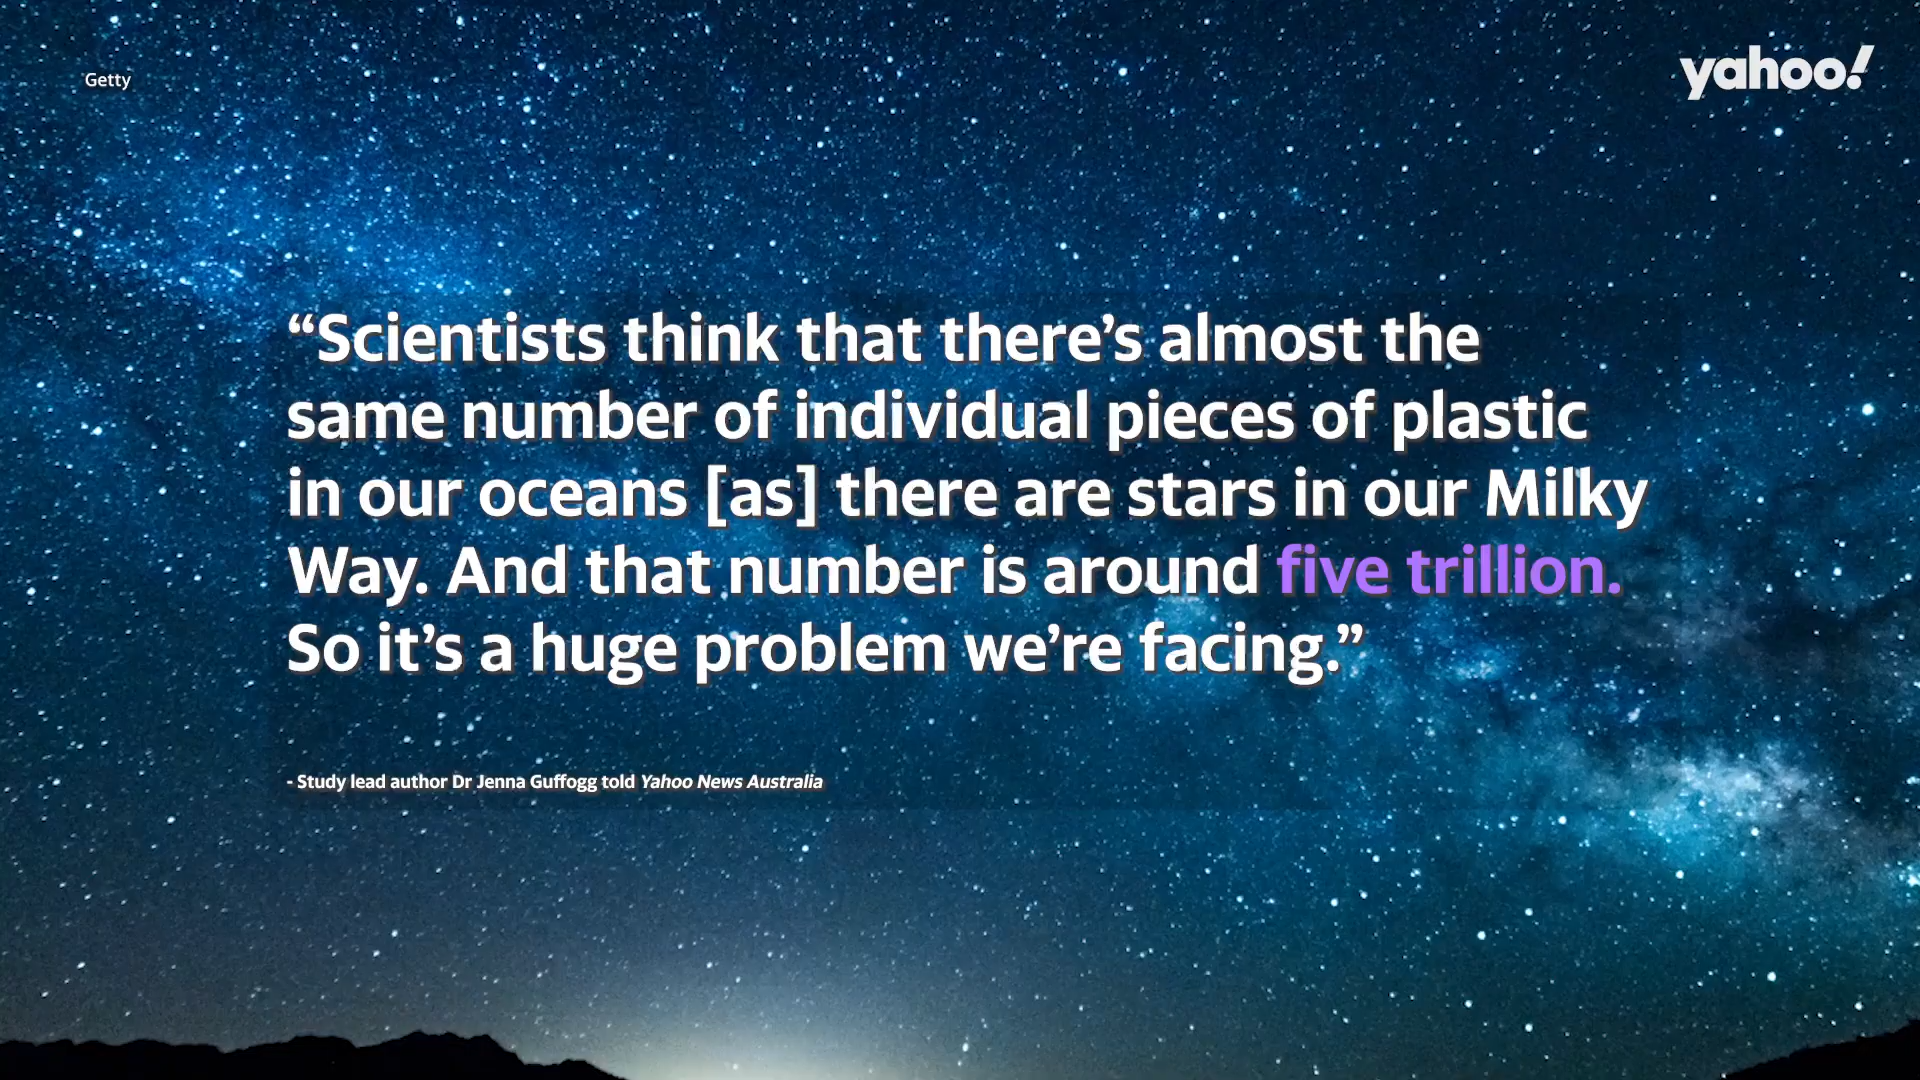 Getty
yahoo!
“Scientists think that there’s almost the
same number of individual pieces of plastic
in our oceans [as] there are stars in our Milky
Way. And that number is around five trillion.
So it’s a huge problem we’re facing.”
- Study lead author Dr Jenna Guffogg told Yahoo News Australia